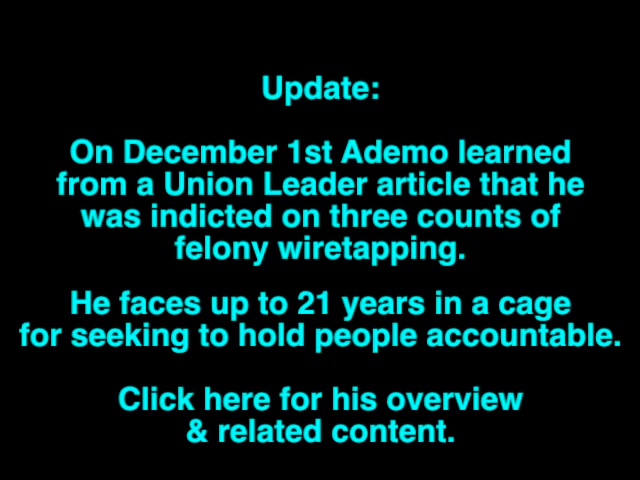 Update:
On December 1st Ademo learned
from a Union Leader article that he
was indicted on three counts of
felony wiretapping.
He faces up to 21 years in a cage
for seeking to hold people accountable.
Click here for his overview
& related content.